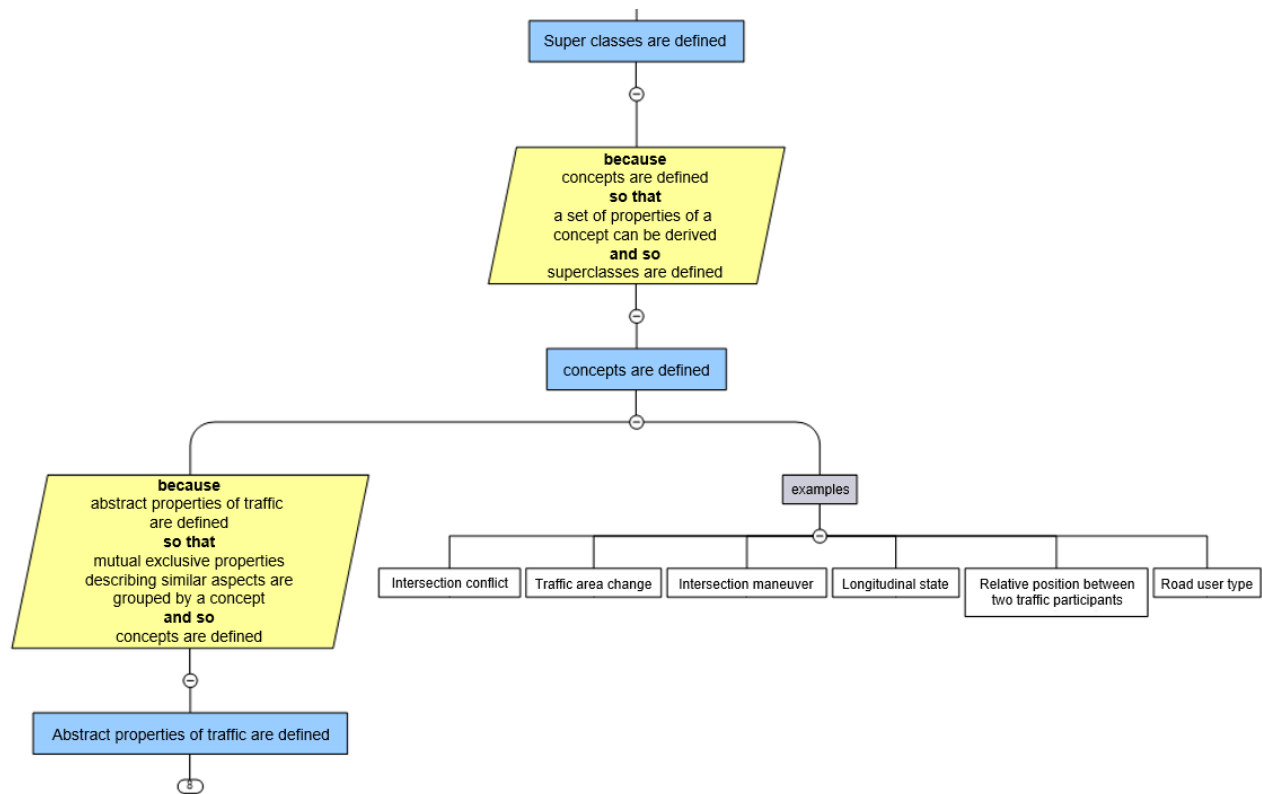 Super classes are defined
because
concepts are defined
so that
a set of properties of a
concept can be derived
and so
superclasses are defined
concepts are defined
because
abstract properties of traffic
are defined
so that
mutual exclusive properties
describing similar aspects are
grouped by a concept
and so
concepts are defined
Abstract properties of traffic are defined
8
examples
Intersection conflict
Traffic area change
Intersection maneuver
Longitudinal state
Relative position between
two traffic participants
Road user type